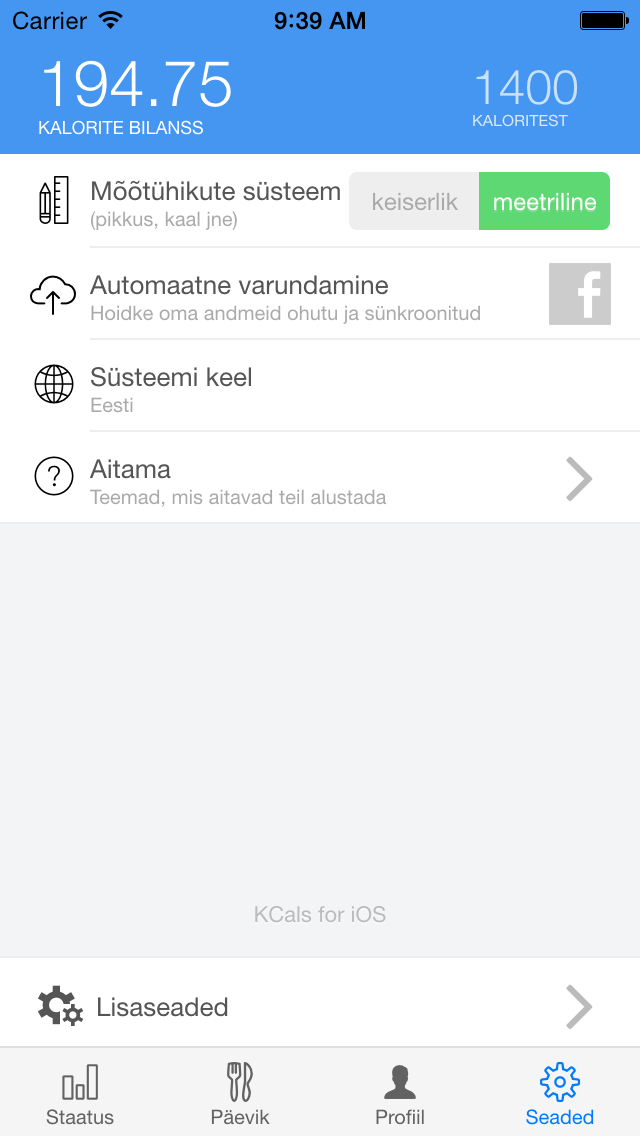 Carrier 9:39 AM
194.75 1400
KALORITE BILANSS KALORITEST
Mõõtühikute süsteem keiserlik meetriline
(pikkus, kaal jne)
Automaatne varundamine f
Hoidke oma andmeid ohutu ja sünkroonitud
Süsteemi keel
Eesti
? Aitama
Teemad, mis aitavad teil alustada
KCals for iOS
Lisaseaded
Staatus Päevik Profiil Seaded